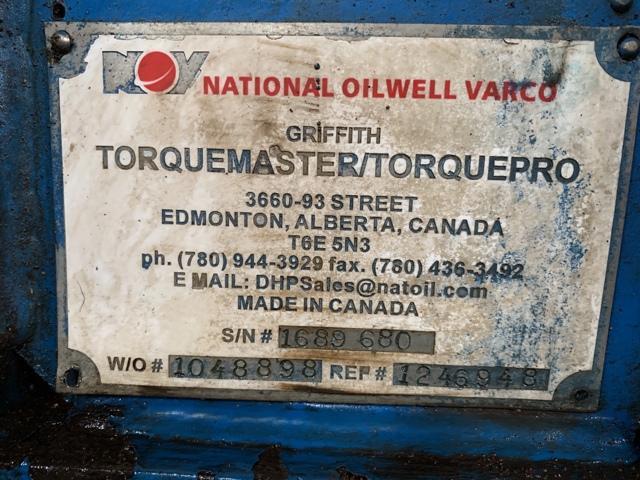 NOV NATIONAL OILWELL VARCO
GRIFFITH
TORQUEMASTER/TORQUEPRO
3660-93 STREET
EDMONTON, ALBERTA, CANADA
T6E 5N3
ph. (780) 944-3929 fax. (780) 436-3492
E MAIL: DHPSales@natoil.com
MADE IN CANADA
S/N # 1689 680
W/O # 1048898 REF# 1246948